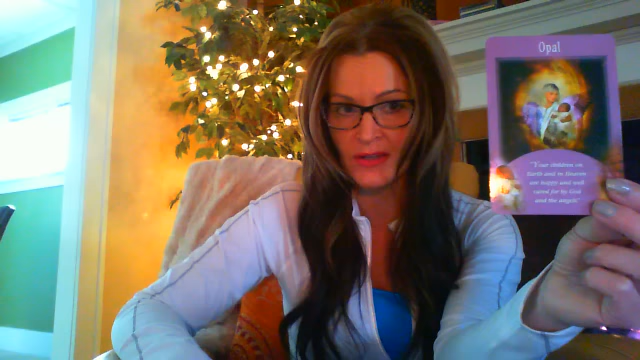 Opal
"Your children on
Earth and in Heaven
are happy and well
cared for by God
and the angels"